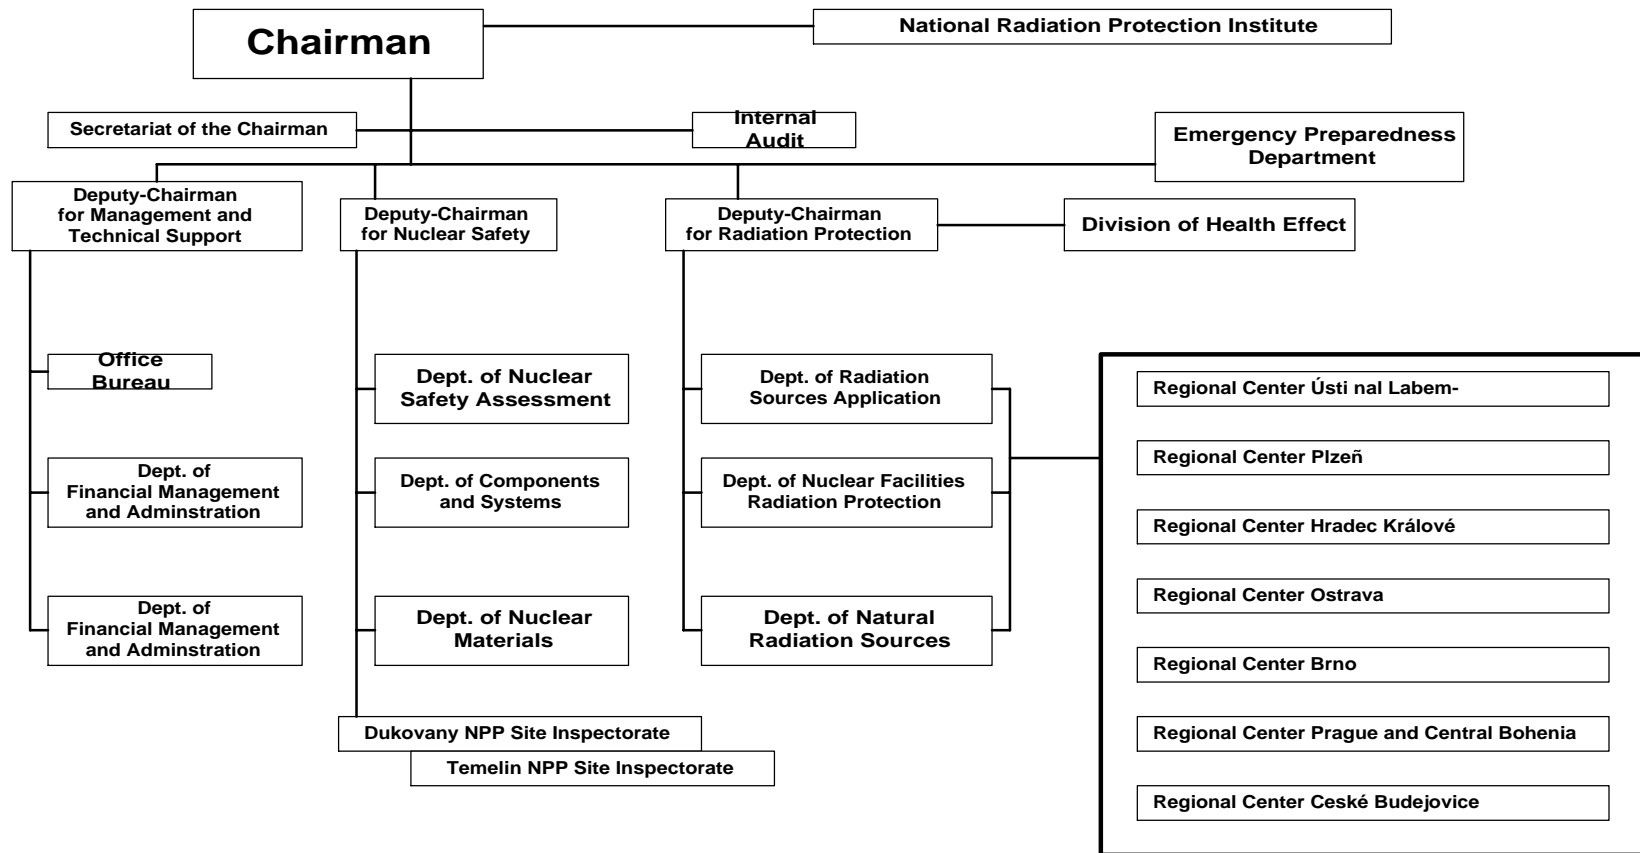 Chairman
National Radiation Protection Institute
Secretariat of the Chairman
Internal
Audit
Emergency Preparedness
Department
Deputy-Chairman
for Management and
Technical Support
Deputy-Chairman
for Nuclear Safety
Deputy-Chairman
for Radiation Protection
Division of Health Effect
Office
Bureau
Dept. of Nuclear
Safety Assessment
Dept. of Radiation
Sources Application
Regional Center Ústi nal Labem-
Dept. of
Financial Management
and Adminstration
Dept. of Components
and Systems
Dept. of Nuclear Facilities
Radiation Protection
Regional Center Plzeñ
Regional Center Hradec Králové
Dept. of
Financial Management
and Adminstration
Dept. of Nuclear
Materials
Dept. of Natural
Radiation Sources
Regional Center Ostrava
Regional Center Brno
Dukovany NPP Site Inspectorate
Temelin NPP Site Inspectorate
Regional Center Prague and Central Bohenia
Regional Center Ceské Budejovice